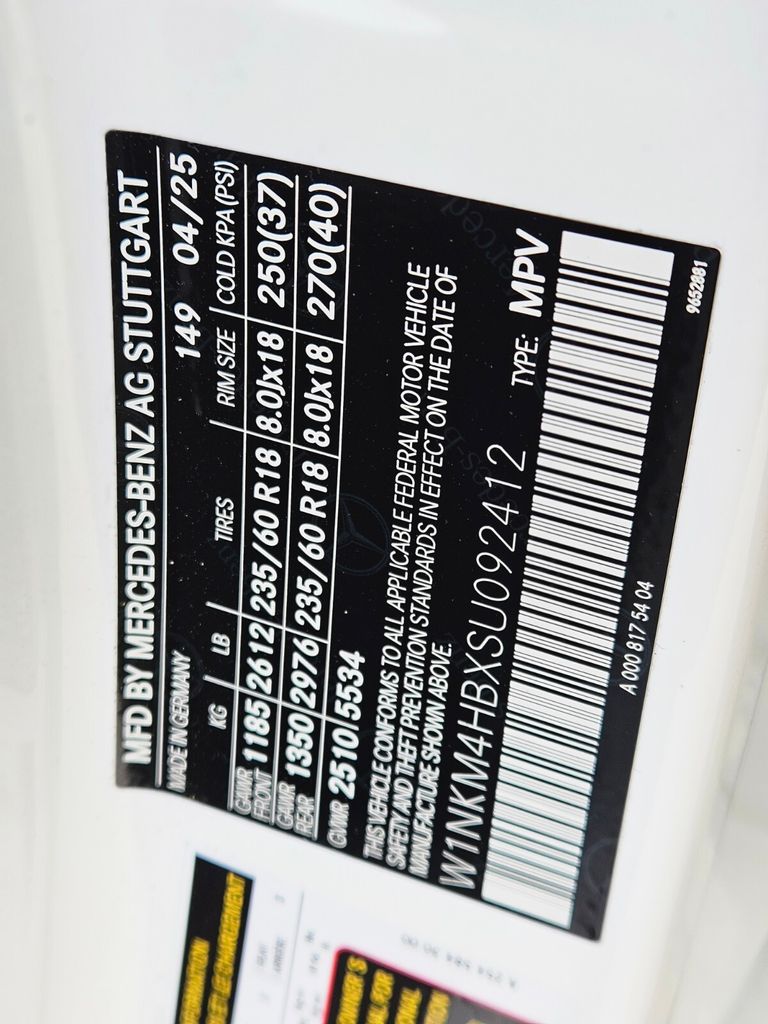 MFD BY MERCEDES-BENZ AG STUTTGART
MADE IN GERMANY 149 04/25
KG LB TIRES RIM SIZE COLD KPA (PSI)
GAWR FRONT 1185 2612 235/60 R18 8.0Jx18 250(37)
GAWR REAR 1350 2976 235/60 R18 8.0Jx18 270(40)
GVWR 2510 5534
THIS VEHICLE CONFORMS TO ALL APPLICABLE FEDERAL MOTOR VEHICLE
SAFETY AND THEFT PREVENTION STANDARDS IN EFFECT ON THE DATE OF
MANUFACTURE SHOWN ABOVE.
W1NKM4HBXSU092412 TYPE: MPV
A 000 817 54 04
9652881